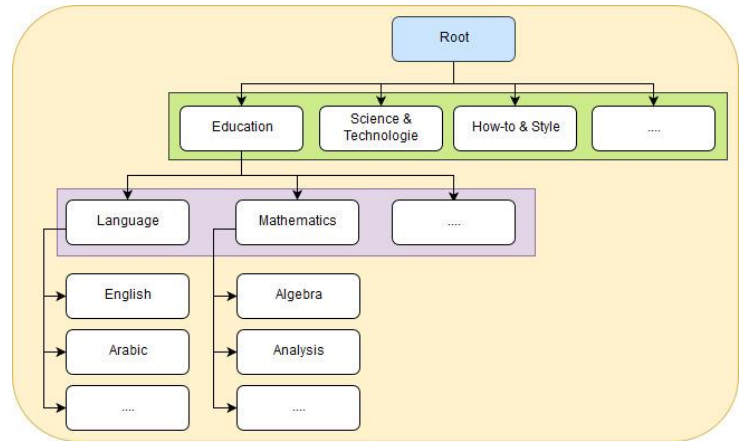 Root
Education
Science &
Technologie
How-to & Style
....
Language
Mathematics
....
English
Algebra
Arabic
Analysis
....
....